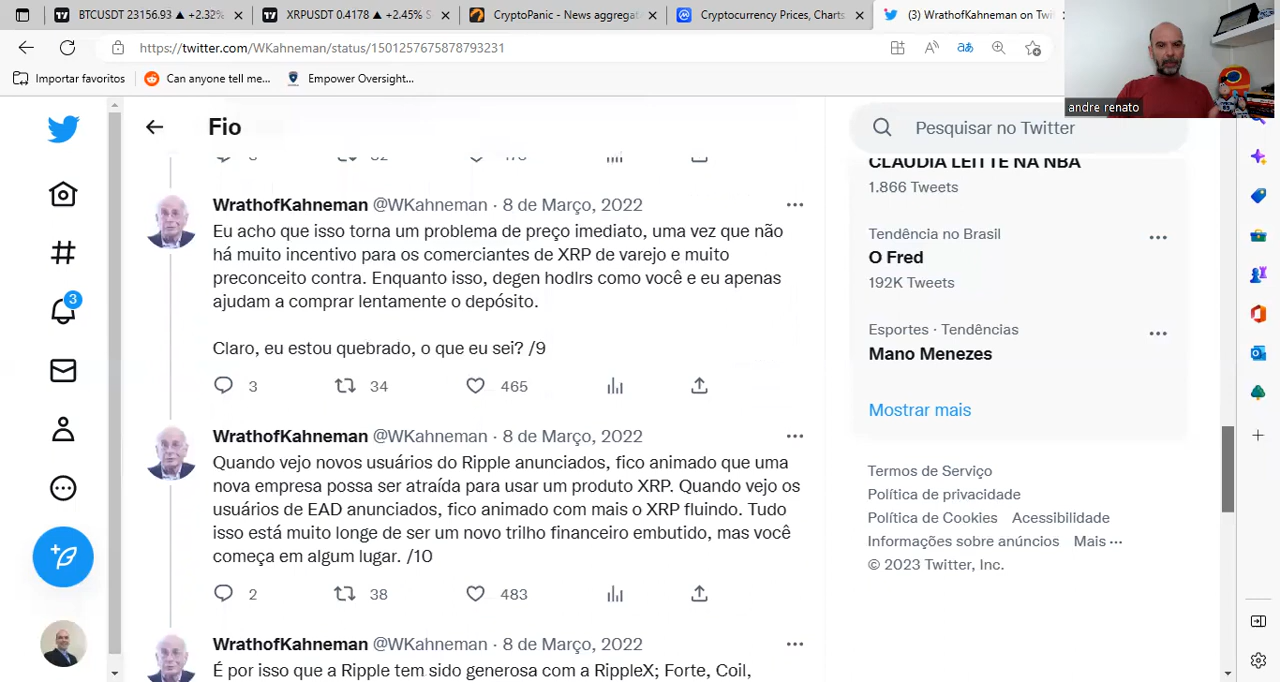 BTCUSDT 23156.93 ▲ +2.32%
XRPUSDT 0.4178 ▲ +2.45% S
CryptoPanic - News aggregat
Cryptocurrency Prices, Charts
(3) WrathofKahneman on Twi
https://twitter.com/WKahneman/status/1501257675878793231
Importar favoritos
Can anyone tell me...
Empower Oversight...
andre renato
Fio
Pesquisar no Twitter
WrathofKahneman @WKahneman · 8 de Março, 2022
Eu acho que isso torna um problema de preço imediato, uma vez que não
há muito incentivo para os comerciantes de XRP de varejo e muito
preconceito contra. Enquanto isso, degen hodlrs como você e eu apenas
ajudam a comprar lentamente o depósito.
Claro, eu estou quebrado, o que eu sei? /9
3 34 465
WrathofKahneman @WKahneman · 8 de Março, 2022
Quando vejo novos usuários do Ripple anunciados, fico animado que uma
nova empresa possa ser atraída para usar um produto XRP. Quando vejo os
usuários de EAD anunciados, fico animado com mais o XRP fluindo. Tudo
isso está muito longe de ser um novo trilho financeiro embutido, mas você
começa em algum lugar. /10
2 38 483
WrathofKahneman @WKahneman · 8 de Março, 2022
É por isso que a Ripple tem sido generosa com a RippleX; Forte, Coil,
3
CLAUDIA LEITTE NA NBA
1.866 Tweets
Tendência no Brasil
O Fred
192K Tweets
Esportes · Tendências
Mano Menezes
Mostrar mais
Termos de Serviço
Política de privacidade
Política de Cookies Acessibilidade
Informações sobre anúncios Mais ···
© 2023 Twitter, Inc.